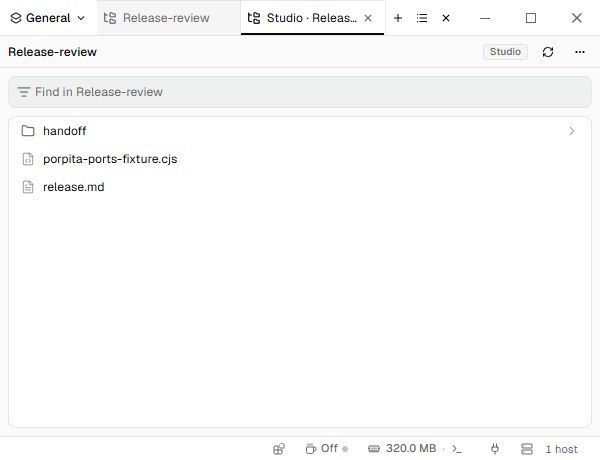 General
Release-review
Studio · Releas...
Release-review
Studio
Find in Release-review
handoff
porpita-ports-fixture.cjs
release.md
Off
320.0 MB ·
1 host